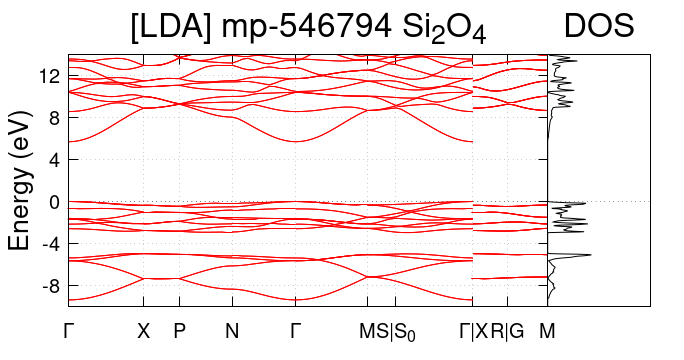 [LDA] mp-546794 Si₂O₄ DOS
Energy (eV)
12
8
4
0
-4
-8
Γ X P N Γ MS|S₀ Γ|XR|G M